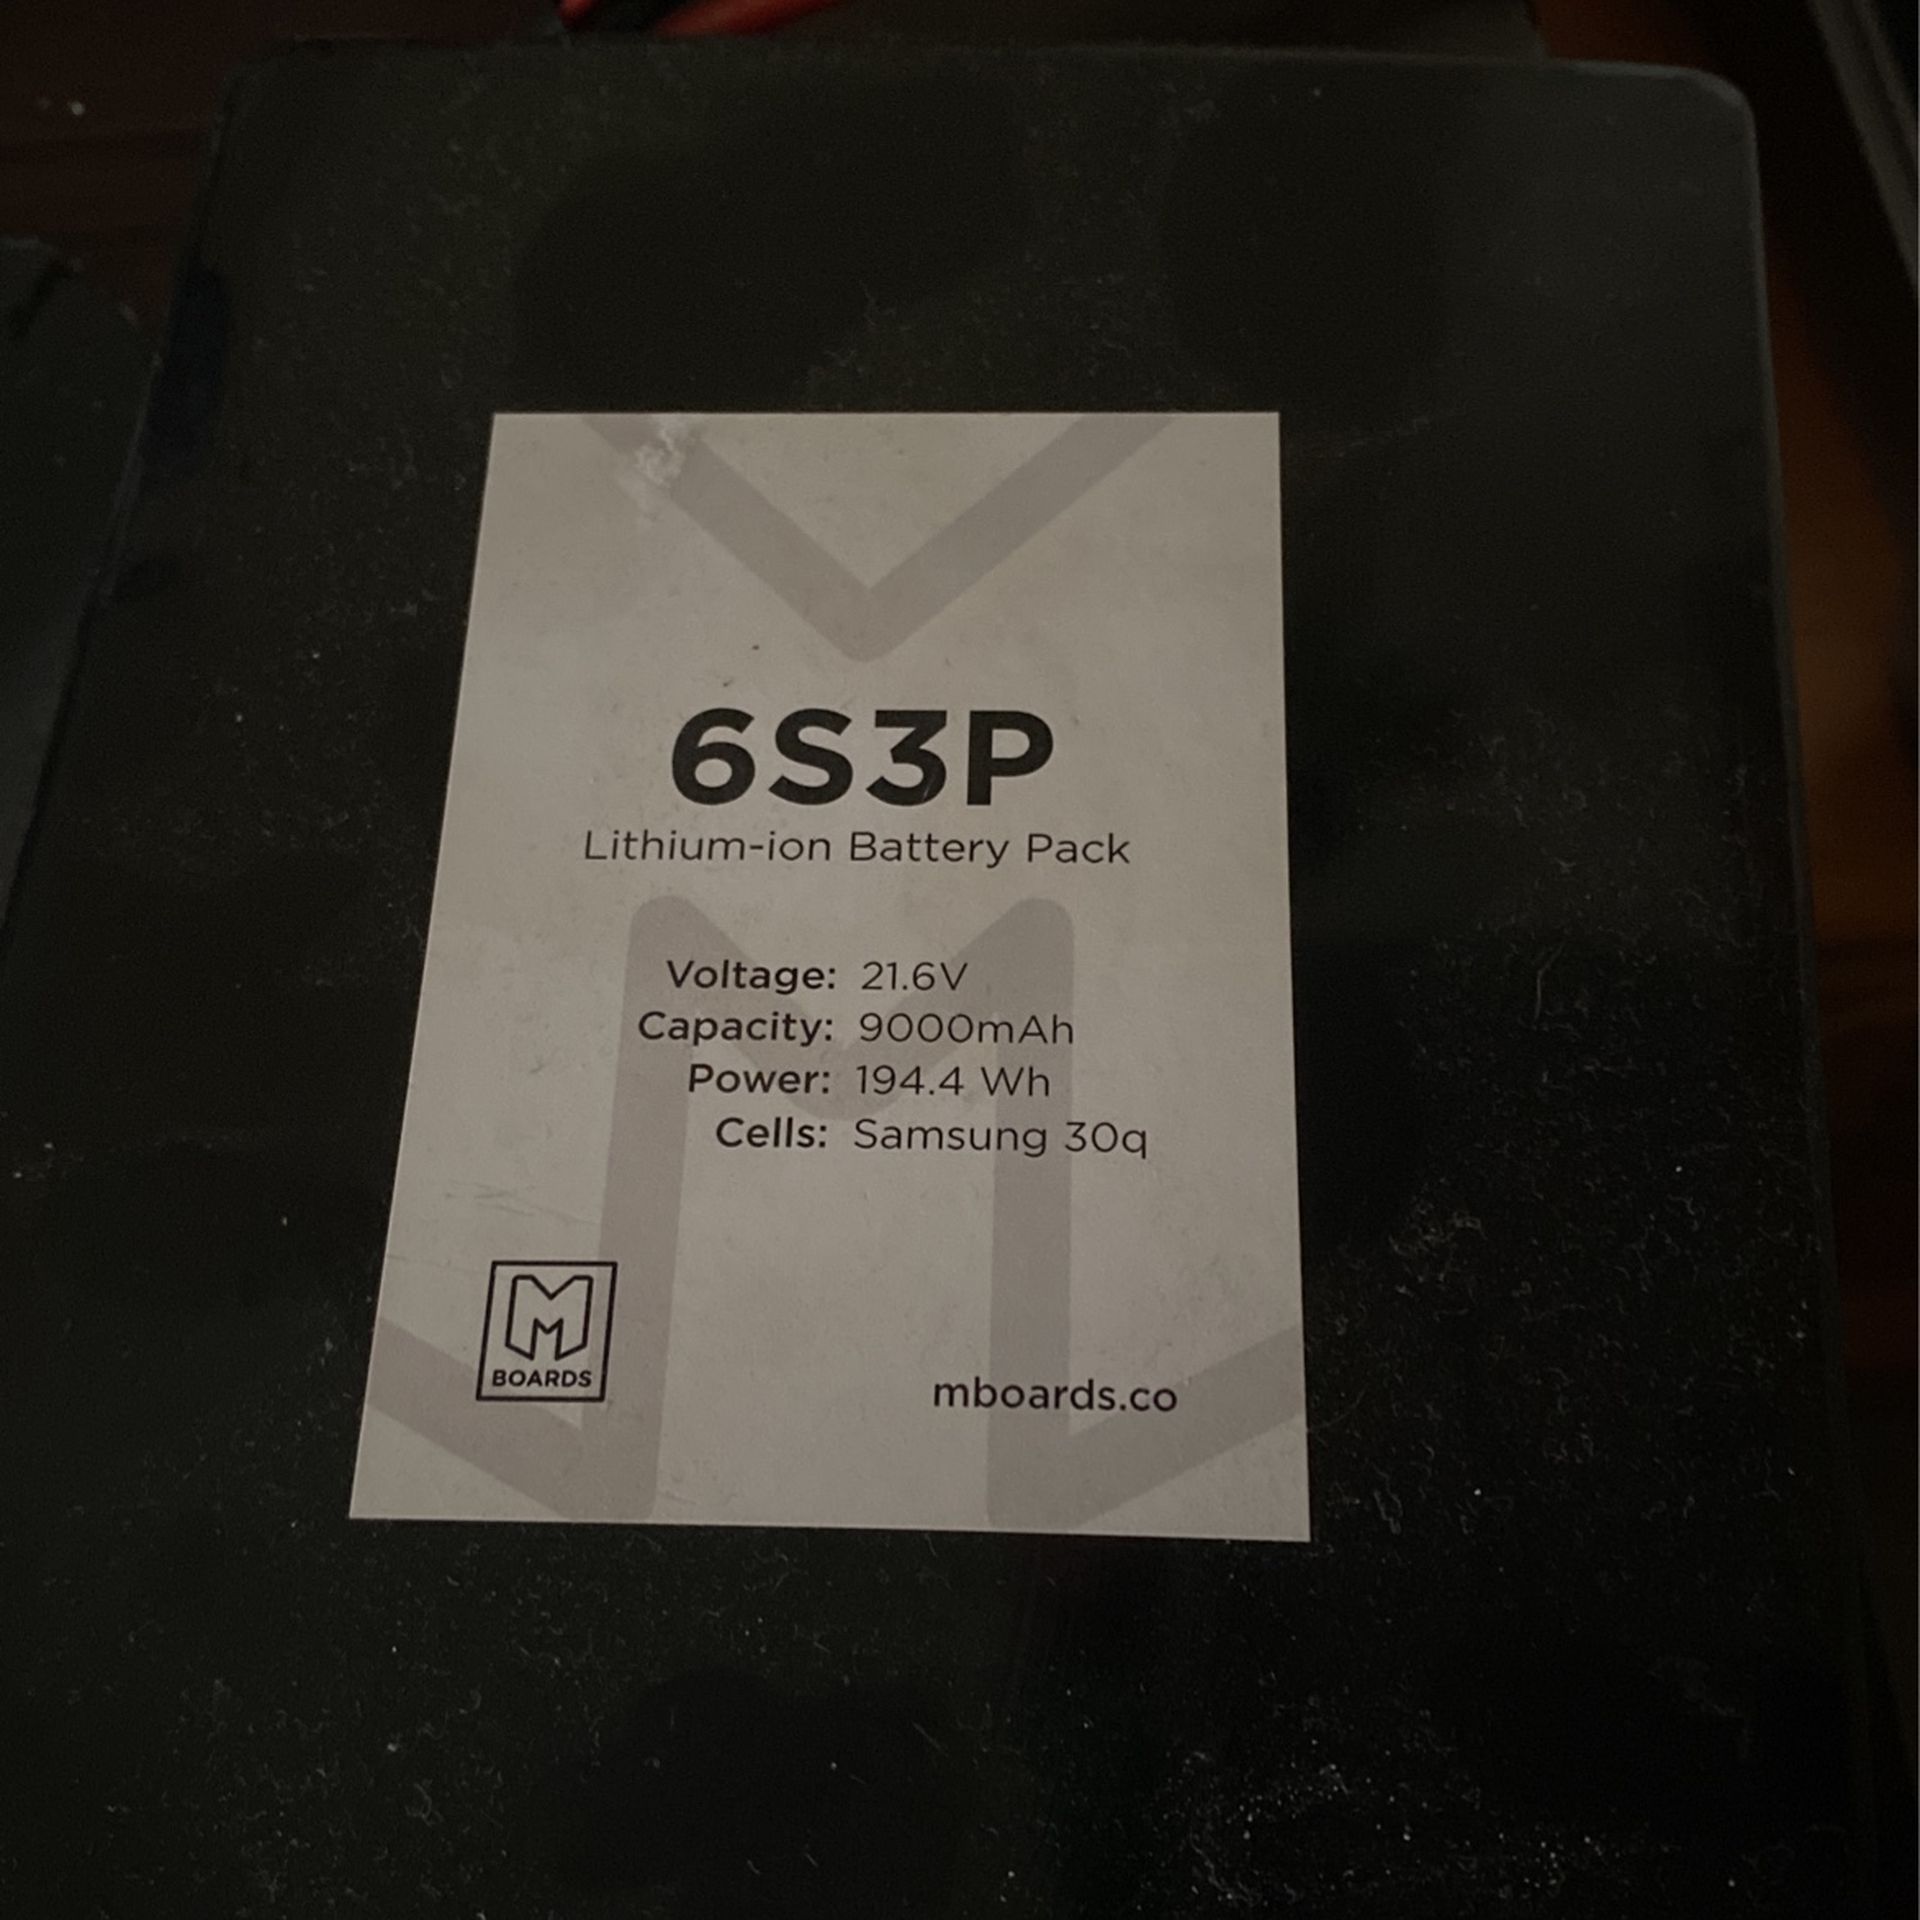 6S3P
Lithium-ion Battery Pack
Voltage: 21.6V
Capacity: 9000mAh
Power: 194.4 Wh
Cells: Samsung 30q
M
BOARDS
mboards.co